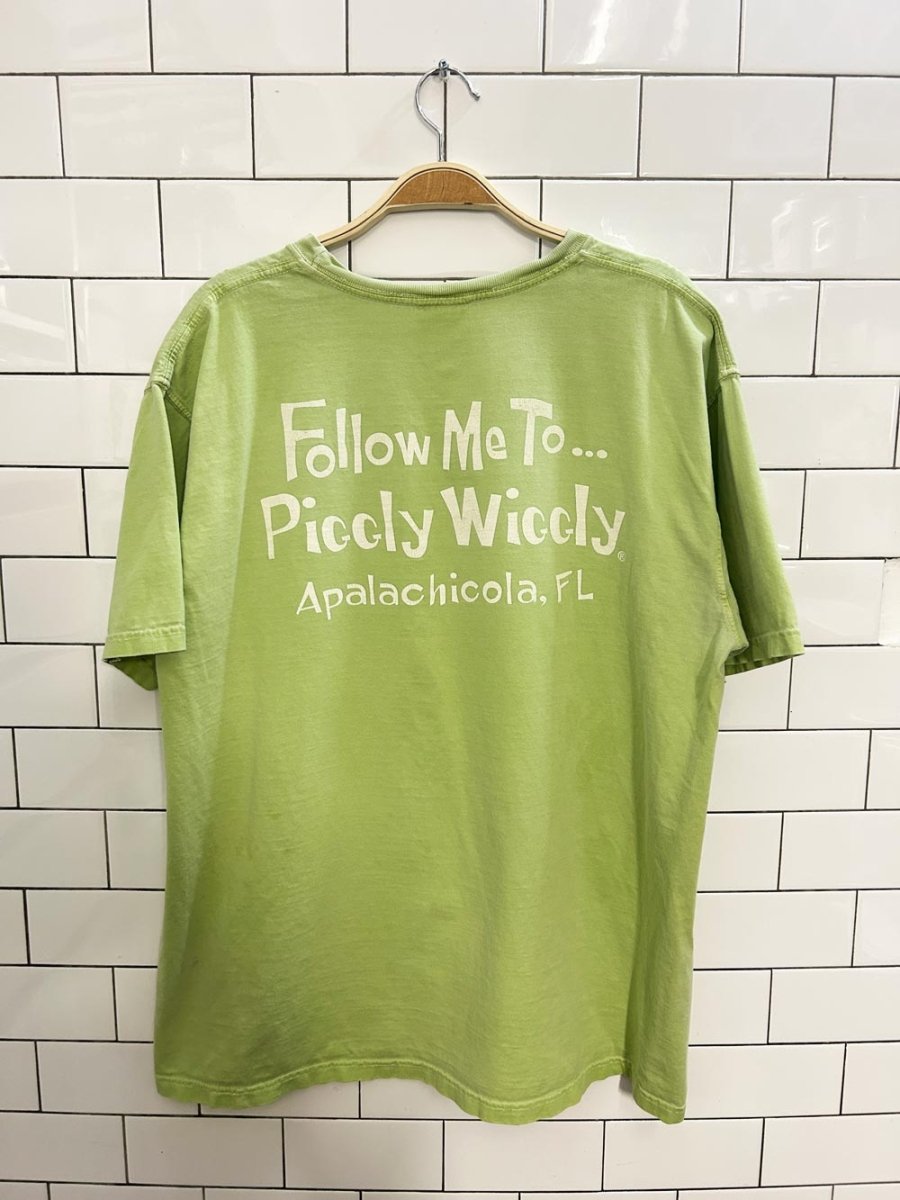 Follow Me To...
Piggly Wiggly®
Apalachicola, FL